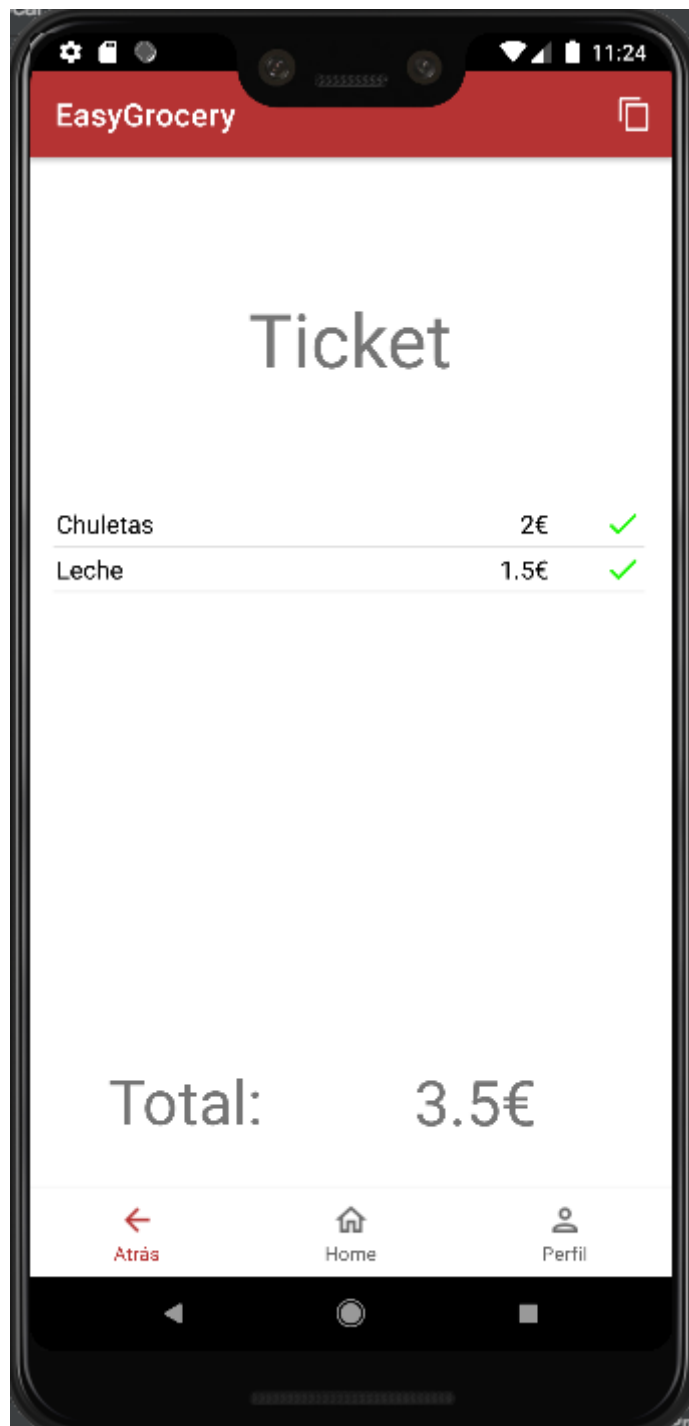 11:24
EasyGrocery
Ticket
Chuletas 2€
Leche 1.5€
Total: 3.5€
Atrás Home Perfil